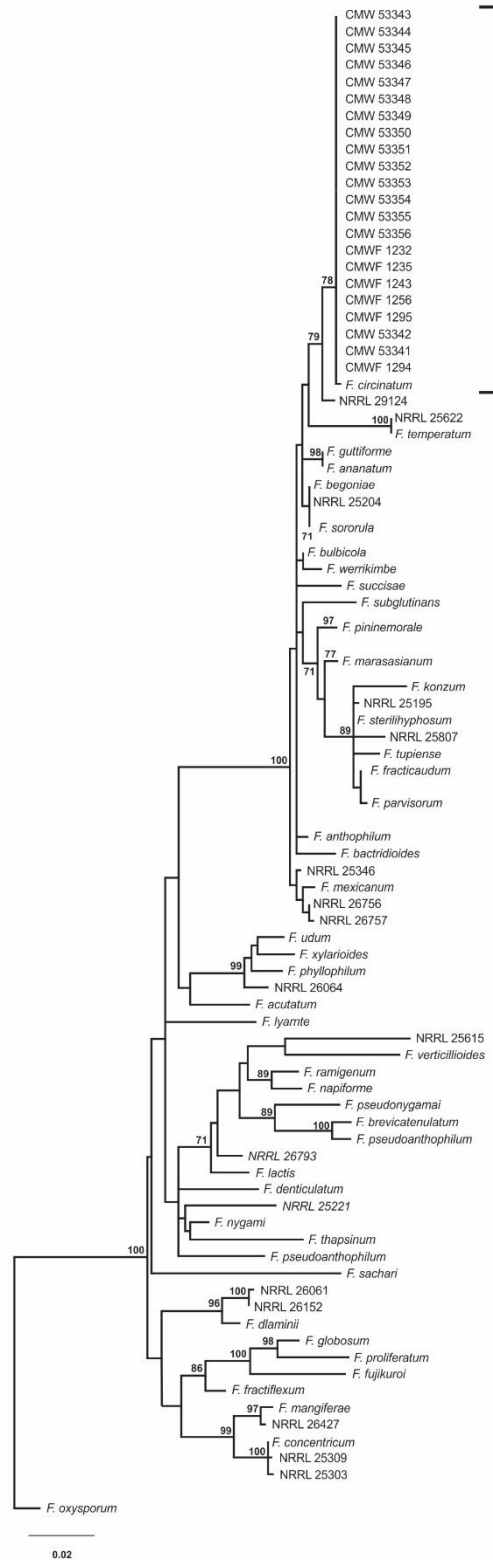 CMW 53343
CMW 53344
CMW 53345
CMW 53346
CMW 53347
CMW 53348
CMW 53349
CMW 53350
CMW 53351
CMW 53352
CMW 53353
CMW 53354
CMW 53355
CMW 53356
CMWF 1232
CMWF 1235
78 CMWF 1243
CMWF 1256
CMWF 1295
79 CMW 53342
CMW 53341
CMWF 1294
F. circinatum
NRRL 29124
100 NRRL 25622
F. temperatum
98 F. guttiforme
F. ananatum
F. begoniae
NRRL 25204
F. sororula
71
F. bulbicola
F. werrikimbe
F. succisae
F. subglutinans
97
F. pininemorale
77
F. marasasianum
71
F. konzum
NRRL 25195
F. sterilihyphosum
89 NRRL 25807
F. tupiense
100 F. fracticaudum
F. parvisorum
F. anthophilum
F. bactridioides
NRRL 25346
F. mexicanum
NRRL 26756
NRRL 26757
F. udum
F. xylarioides
99 F. phyllophilum
NRRL 26064
F. acutatum
F. lyarnte
NRRL 25615
F. verticillioides
89 F. ramigenum
F. napiforme
89 F. pseudonygamai
100 F. brevicatenulatum
F. pseudoanthophilum
71
NRRL 26793
F. lactis
F. denticulatum
NRRL 25221
F. nygami
F. thapsinum
100 F. pseudoanthophilum
F. sachari
100 NRRL 26061
96 NRRL 26152
F. dlaminii
98 F. globosum
100 F. proliferatum
86 F. fujikuroi
F. fractiflexum
97 F. mangiferae
NRRL 26427
99 F. concentricum
100 NRRL 25309
NRRL 25303
F. oxysporum
0.02